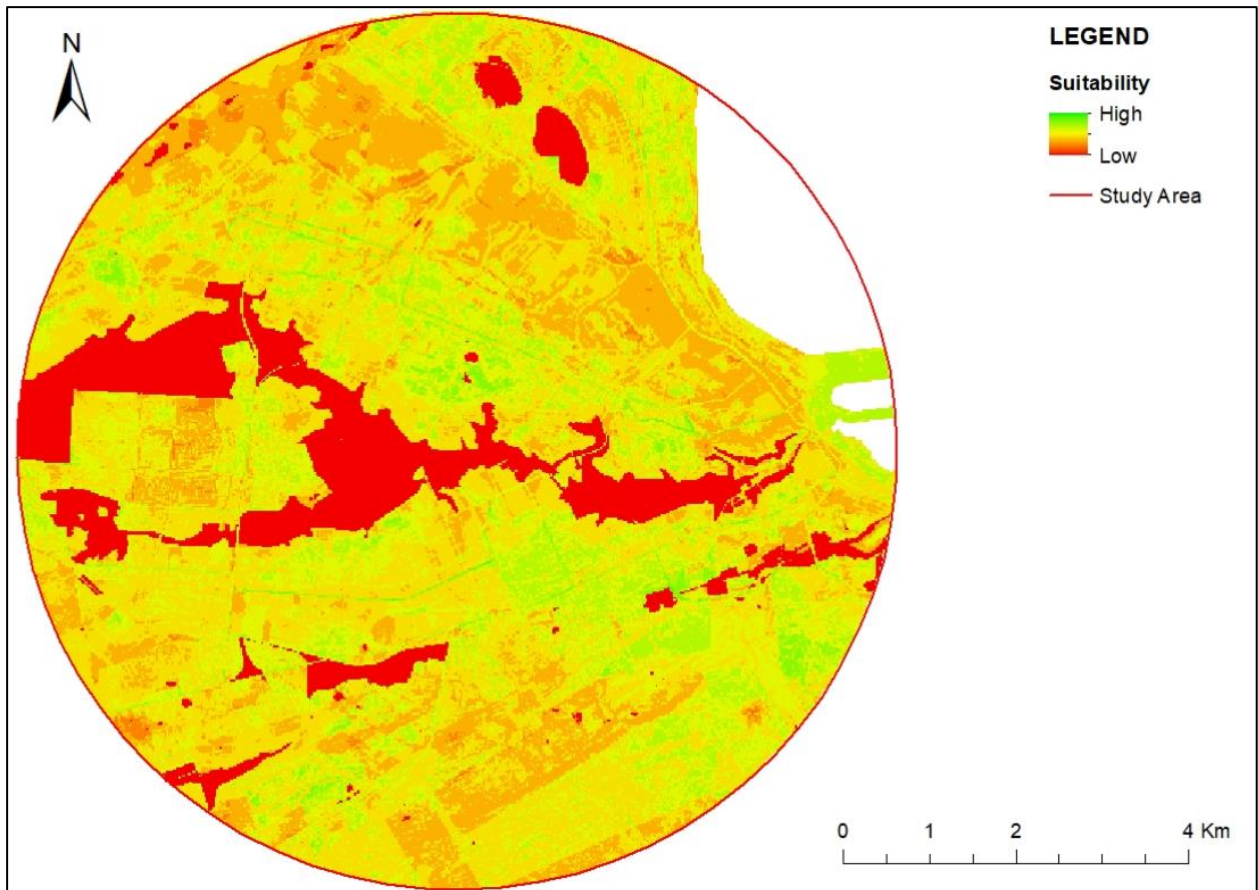 N
LEGEND
Suitability
High
Low
Study Area
0 1 2 4 Km